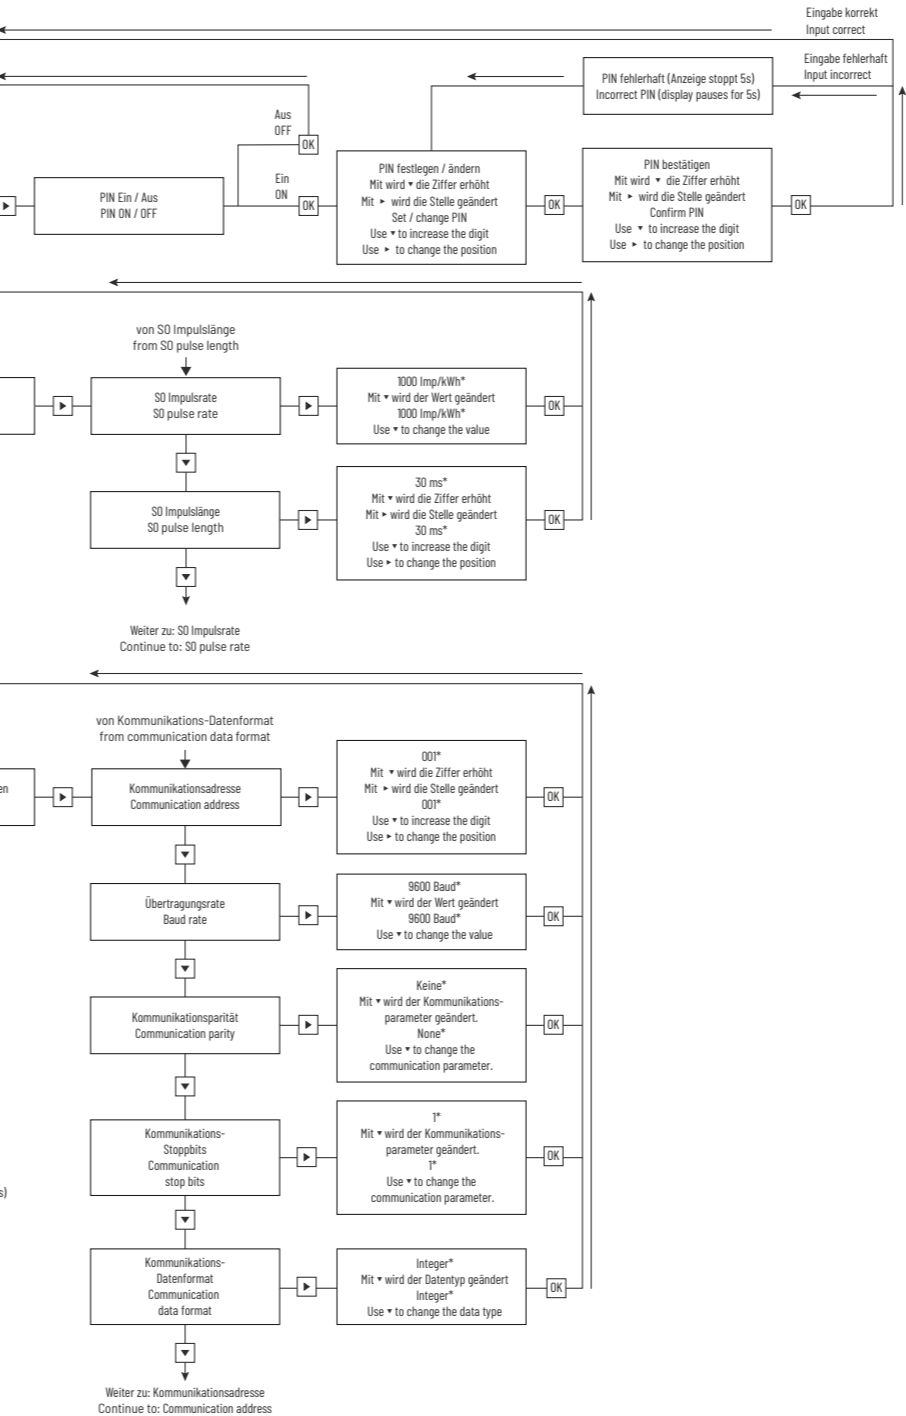 Eingabe korrekt
Input correct
Eingabe fehlerhaft
Input incorrect
PIN fehlerhaft (Anzeige stoppt 5s)
Incorrect PIN (display pauses for 5s)
Aus
OFF
OK
Ein
ON
OK
▶
PIN Ein / Aus
PIN ON / OFF
PIN festlegen / ändern
Mit wird ▼ die Ziffer erhöht
Mit ► wird die Stelle geändert
Set / change PIN
Use ▼ to increase the digit
Use ► to change the position
OK
PIN bestätigen
Mit wird ▼ die Ziffer erhöht
Mit ► wird die Stelle geändert
Confirm PIN
Use ▼ to increase the digit
Use ► to change the position
OK
von S0 Impulslänge
from S0 pulse length
▶
S0 Impulsrate
S0 pulse rate
▶
1000 Imp/kWh*
Mit ▼ wird der Wert geändert
1000 Imp/kWh*
Use ▼ to change the value
OK
▼
S0 Impulslänge
S0 pulse length
▶
30 ms*
Mit ▼ wird die Ziffer erhöht
Mit ► wird die Stelle geändert
30 ms*
Use ▼ to increase the digit
Use ► to change the position
OK
▼
Weiter zu: S0 Impulsrate
Continue to: S0 pulse rate
von Kommunikations-Datenformat
from communication data format
en
▶
Kommunikationsadresse
Communication address
▶
001*
Mit ▼ wird die Ziffer erhöht
Mit ► wird die Stelle geändert
001*
Use ▼ to increase the digit
Use ► to change the position
OK
▼
Übertragungsrate
Baud rate
▶
9600 Baud*
Mit ▼ wird der Wert geändert
9600 Baud*
Use ▼ to change the value
OK
▼
Kommunikationsparität
Communication parity
▶
Keine*
Mit ▼ wird der Kommunikations-
parameter geändert.
None*
Use ▼ to change the
communication parameter.
OK
▼
Kommunikations-
Stoppbits
Communication
stop bits
▶
1*
Mit ▼ wird der Kommunikations-
parameter geändert.
1*
Use ▼ to change the
communication parameter.
OK
s)
▼
Kommunikations-
Datenformat
Communication
data format
▶
Integer*
Mit ▼ wird der Datentyp geändert
Integer*
Use ▼ to change the data type
OK
▼
Weiter zu: Kommunikationsadresse
Continue to: Communication address